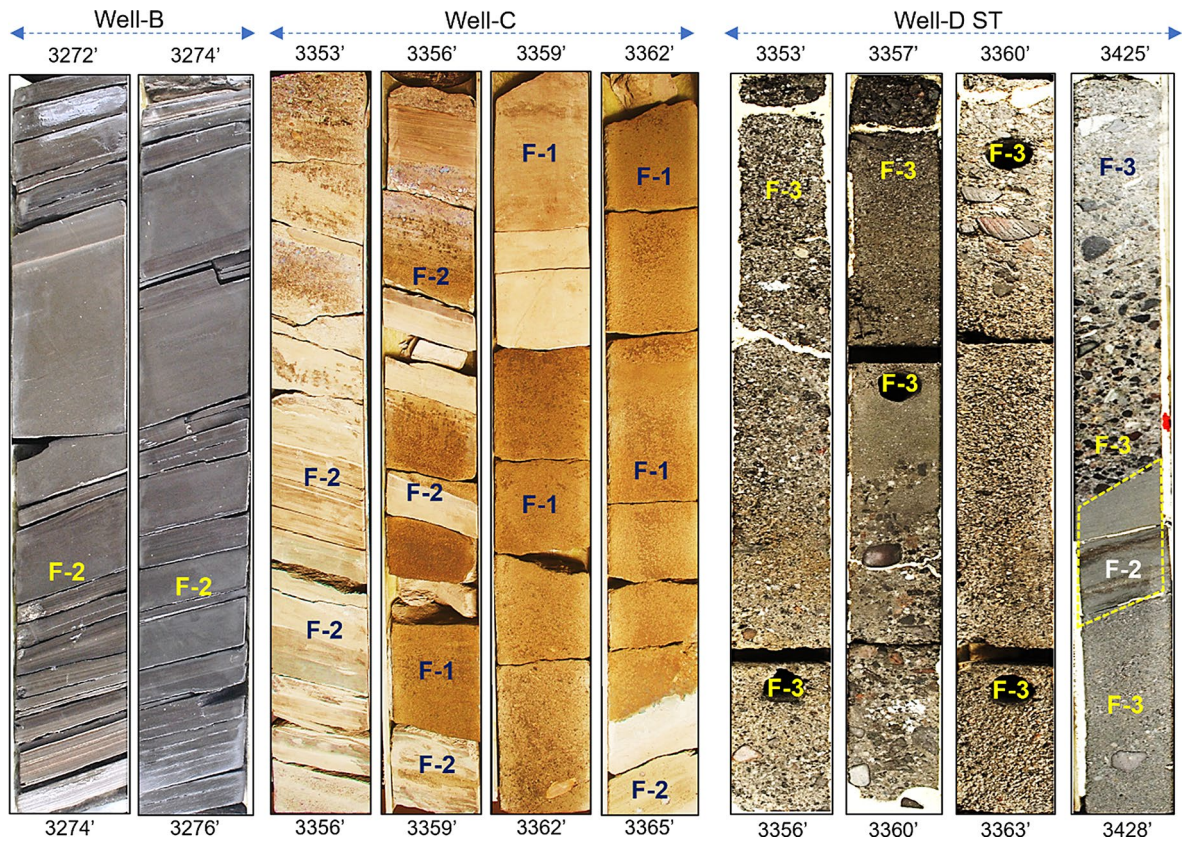 Well-B
Well-C
Well-D ST
3272’ 3274’ 3353’ 3356’ 3359’ 3362’ 3353’ 3357’ 3360’ 3425’
F-1
F-3
F-3
F-3
F-1
F-3
F-2
F-3
F-3
F-1
F-2
F-2
F-1
F-2
F-2
F-2
F-2
F-1
F-3
F-3
F-3
F-2
F-2
3274’ 3276’ 3356’ 3359’ 3362’ 3365’ 3356’ 3360’ 3363’ 3428’